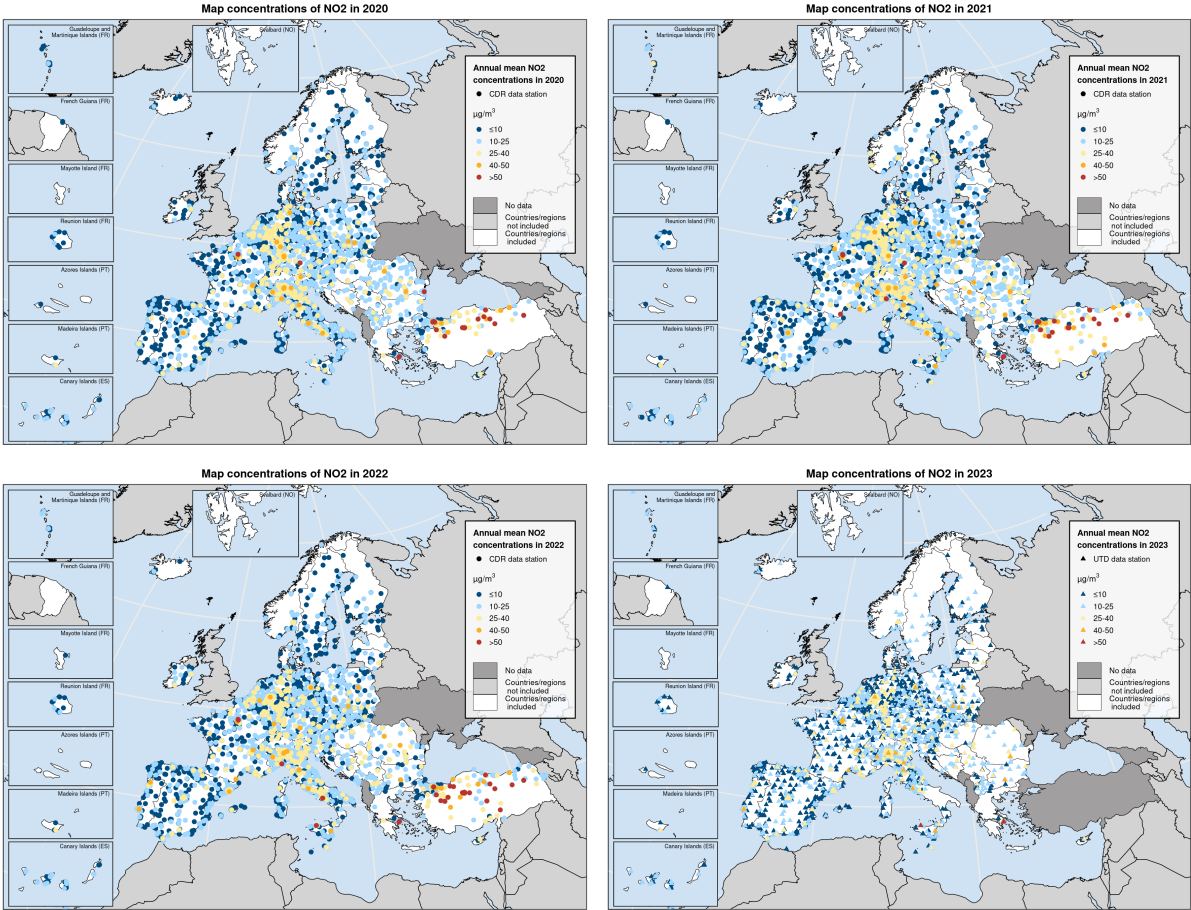 Map concentrations of NO2 in 2020
Guadeloupe and
Martinique Islands (FR)
Svalbard (NO)
French Guiana (FR)
Mayotte Island (FR)
Reunion Island (FR)
Azores Islands (PT)
Madeira Islands (PT)
Canary Islands (ES)
Annual mean NO2
concentrations in 2020
CDR data station
µg/m3
≤10
10-25
25-40
40-50
>50
No data
Countries/regions
not included
Countries/regions
included
Map concentrations of NO2 in 2021
Guadeloupe and
Martinique Islands (FR)
Svalbard (NO)
French Guiana (FR)
Mayotte Island (FR)
Reunion Island (FR)
Azores Islands (PT)
Madeira Islands (PT)
Canary Islands (ES)
Annual mean NO2
concentrations in 2021
CDR data station
µg/m3
≤10
10-25
25-40
40-50
>50
No data
Countries/regions
not included
Countries/regions
included
Map concentrations of NO2 in 2022
Guadeloupe and
Martinique Islands (FR)
Svalbard (NO)
French Guiana (FR)
Mayotte Island (FR)
Reunion Island (FR)
Azores Islands (PT)
Madeira Islands (PT)
Canary Islands (ES)
Annual mean NO2
concentrations in 2022
CDR data station
µg/m3
≤10
10-25
25-40
40-50
>50
No data
Countries/regions
not included
Countries/regions
included
Map concentrations of NO2 in 2023
Guadeloupe and
Martinique Islands (FR)
Svalbard (NO)
French Guiana (FR)
Mayotte Island (FR)
Reunion Island (FR)
Azores Islands (PT)
Madeira Islands (PT)
Canary Islands (ES)
Annual mean NO2
concentrations in 2023
UTD data station
µg/m3
≤10
10-25
25-40
40-50
>50
No data
Countries/regions
not included
Countries/regions
included